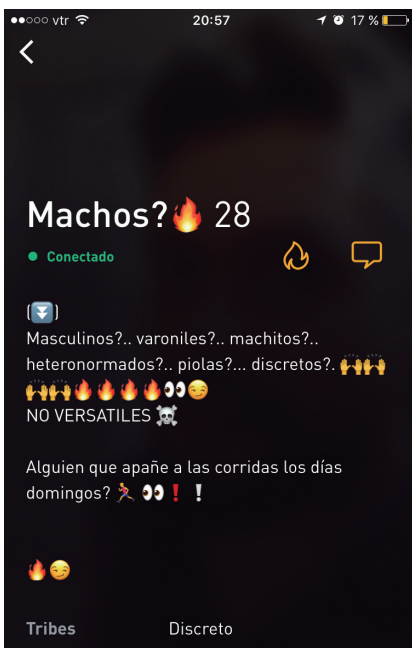 ●●○○○ vtr 20:57 17 %
Machos?🔥 28
● Conectado
(⏬)
Masculinos?.. varoniles?.. machitos?..
heteronormados?.. piolas?... discretos?. 🙌🙌
🙌🙌🔥🔥🔥🔥👀😏
NO VERSATILES ☠️
Alguien que apañe a las corridas los días
domingos? 🏃‍♀️ 👀❗❕
🔥😏
Tribes Discreto